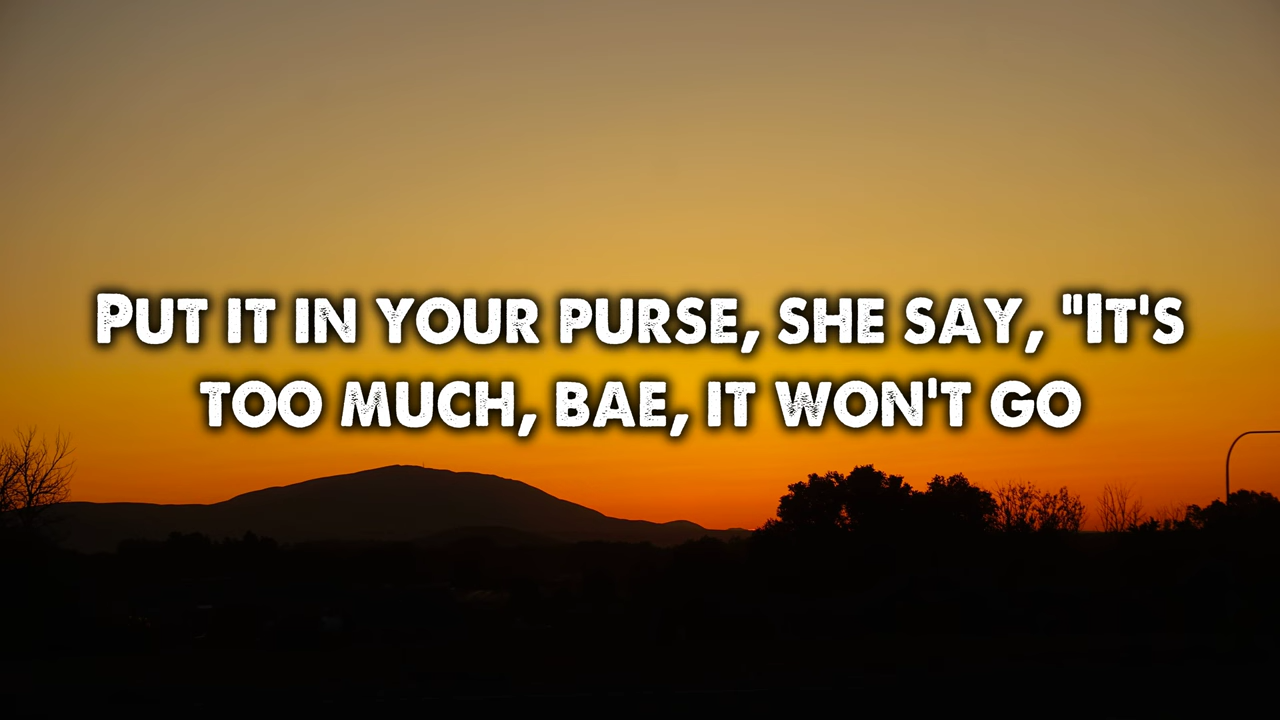 Put it in your purse, she say, "It's
too much, bae, it won't go